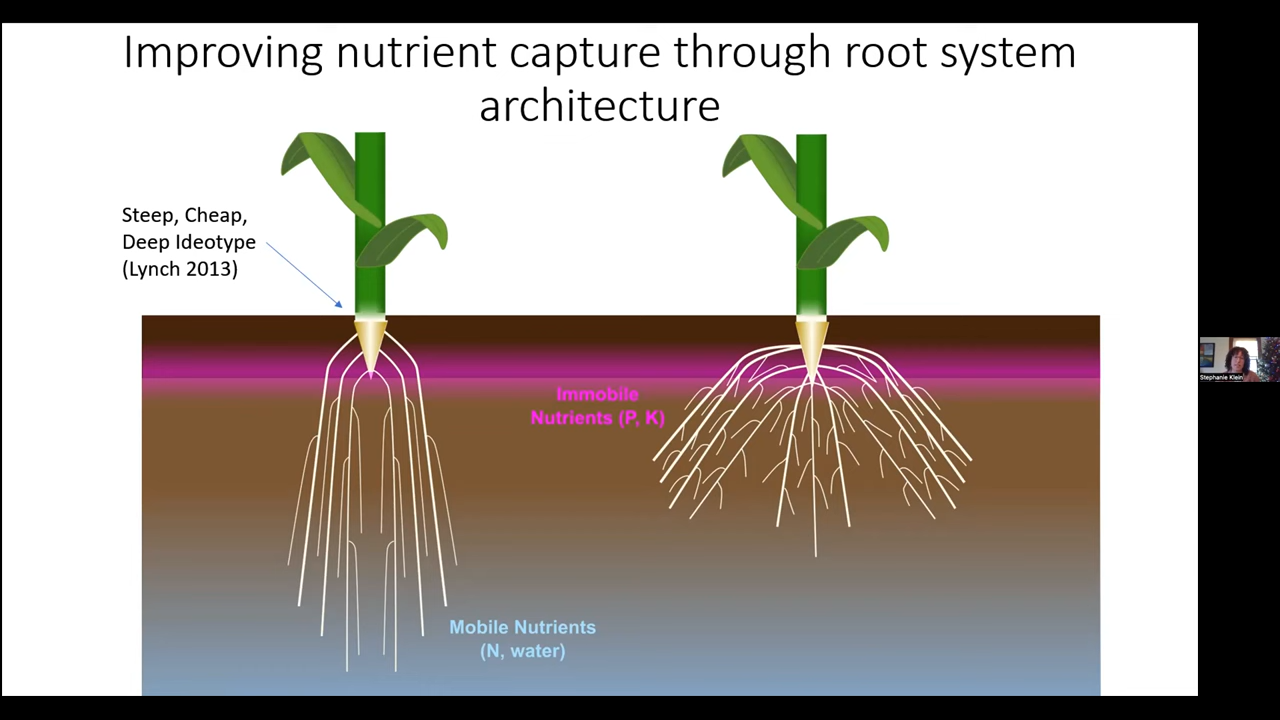 Improving nutrient capture through root system
architecture
Steep, Cheap,
Deep Ideotype
(Lynch 2013)
Immobile
Nutrients (P, K)
Mobile Nutrients
(N, water)
Stephanie Klein